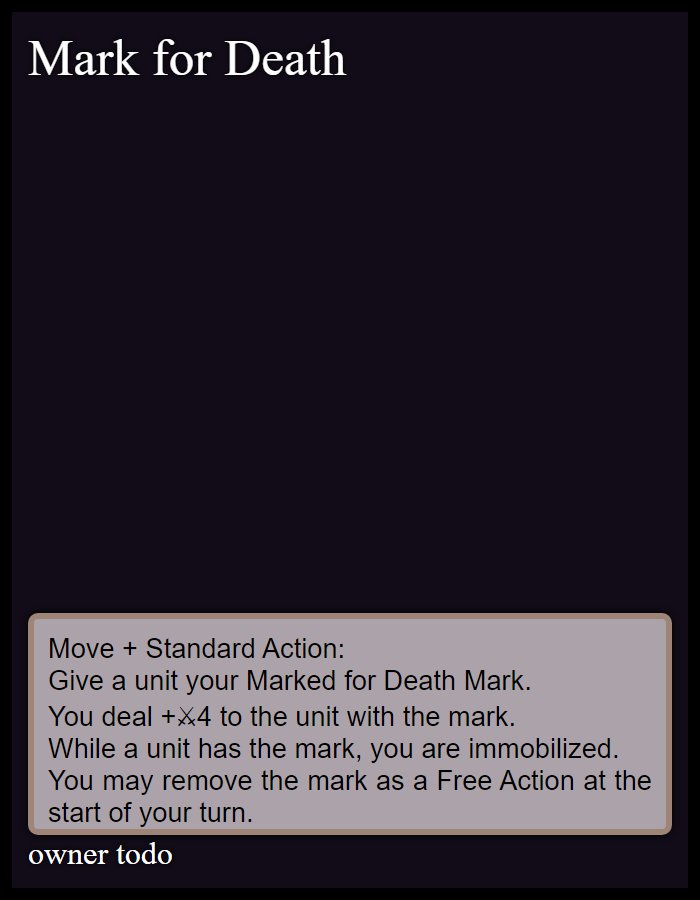 Mark for Death
Move + Standard Action:
Give a unit your Marked for Death Mark.
You deal +⚔4 to the unit with the mark.
While a unit has the mark, you are immobilized.
You may remove the mark as a Free Action at the
start of your turn.
owner todo